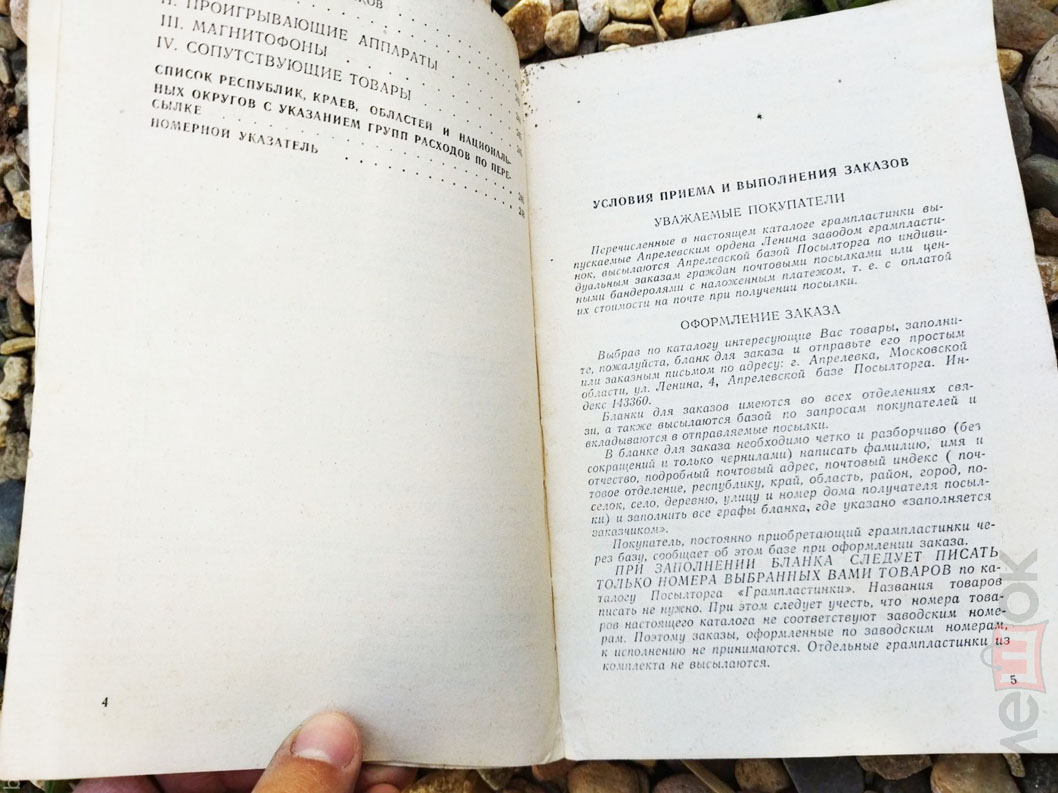 II. ПРОИГРЫВАЮЩИЕ АППАРАТЫ
III. МАГНИТОФОНЫ
IV. СОПУТСТВУЮЩИЕ ТОВАРЫ
СПИСОК РЕСПУБЛИК, КРАЕВ, ОБЛАСТЕЙ И НАЦИОНАЛЬ-
НЫХ ОКРУГОВ С УКАЗАНИЕМ ГРУПП РАСХОДОВ ПО ПЕРЕ-
СЫЛКЕ
НОМЕРНОЙ УКАЗАТЕЛЬ
4
УСЛОВИЯ ПРИЕМА И ВЫПОЛНЕНИЯ ЗАКАЗОВ
УВАЖАЕМЫЕ ПОКУПАТЕЛИ
Перечисленные в настоящем каталоге грампластинки вы-
пускаемые Апрелевским ордена Ленина заводом грампласти-
нок, высылаются Апрелевской базой Посылторга по индиви-
дуальным заказам граждан почтовыми посылками или цен-
ными бандеролями с наложенным платежом, т. е. с оплатой
их стоимости на почте при получении посылки.
ОФОРМЛЕНИЕ ЗАКАЗА
Выбрав по каталогу интересующие Вас товары, заполни-
те, пожалуйста, бланк для заказа и отправьте его простым
или заказным письмом по адресу: г. Апрелевка, Московской
области, ул. Ленина, 4, Апрелевской базе Посылторга. Ин-
декс 143360.
Бланки для заказов имеются во всех отделениях свя-
зи, а также высылаются базой по запросам покупателей и
вкладываются в отправляемые посылки.
В бланке для заказа необходимо четко и разборчиво (без
сокращений и только чернилами) написать фамилию, имя и
отчество, подробный почтовый адрес, почтовый индекс ( поч-
товое отделение, республику, край, область, район, город, по-
селок, село, деревню, улицу и номер дома получателя посыл-
ки) и заполнить все графы бланка, где указано «заполняется
заказчиком».
Покупатель, постоянно приобретающий грампластинки че-
рез базу, сообщает об этом базе при оформлении заказа.
ПРИ ЗАПОЛНЕНИИ БЛАНКА СЛЕДУЕТ ПИСАТЬ
ТОЛЬКО НОМЕРА ВЫБРАННЫХ ВАМИ ТОВАРОВ по ка-
талогу Посылторга «Грампластинки». Названия товаров
писать не нужно. При этом следует учесть, что номера това-
ров настоящего каталога не соответствуют заводским номе-
рам. Поэтому заказы, оформленные по заводским номерам,
к исполнению не принимаются. Отдельные грампластинки из
комплекта не высылаются.
5